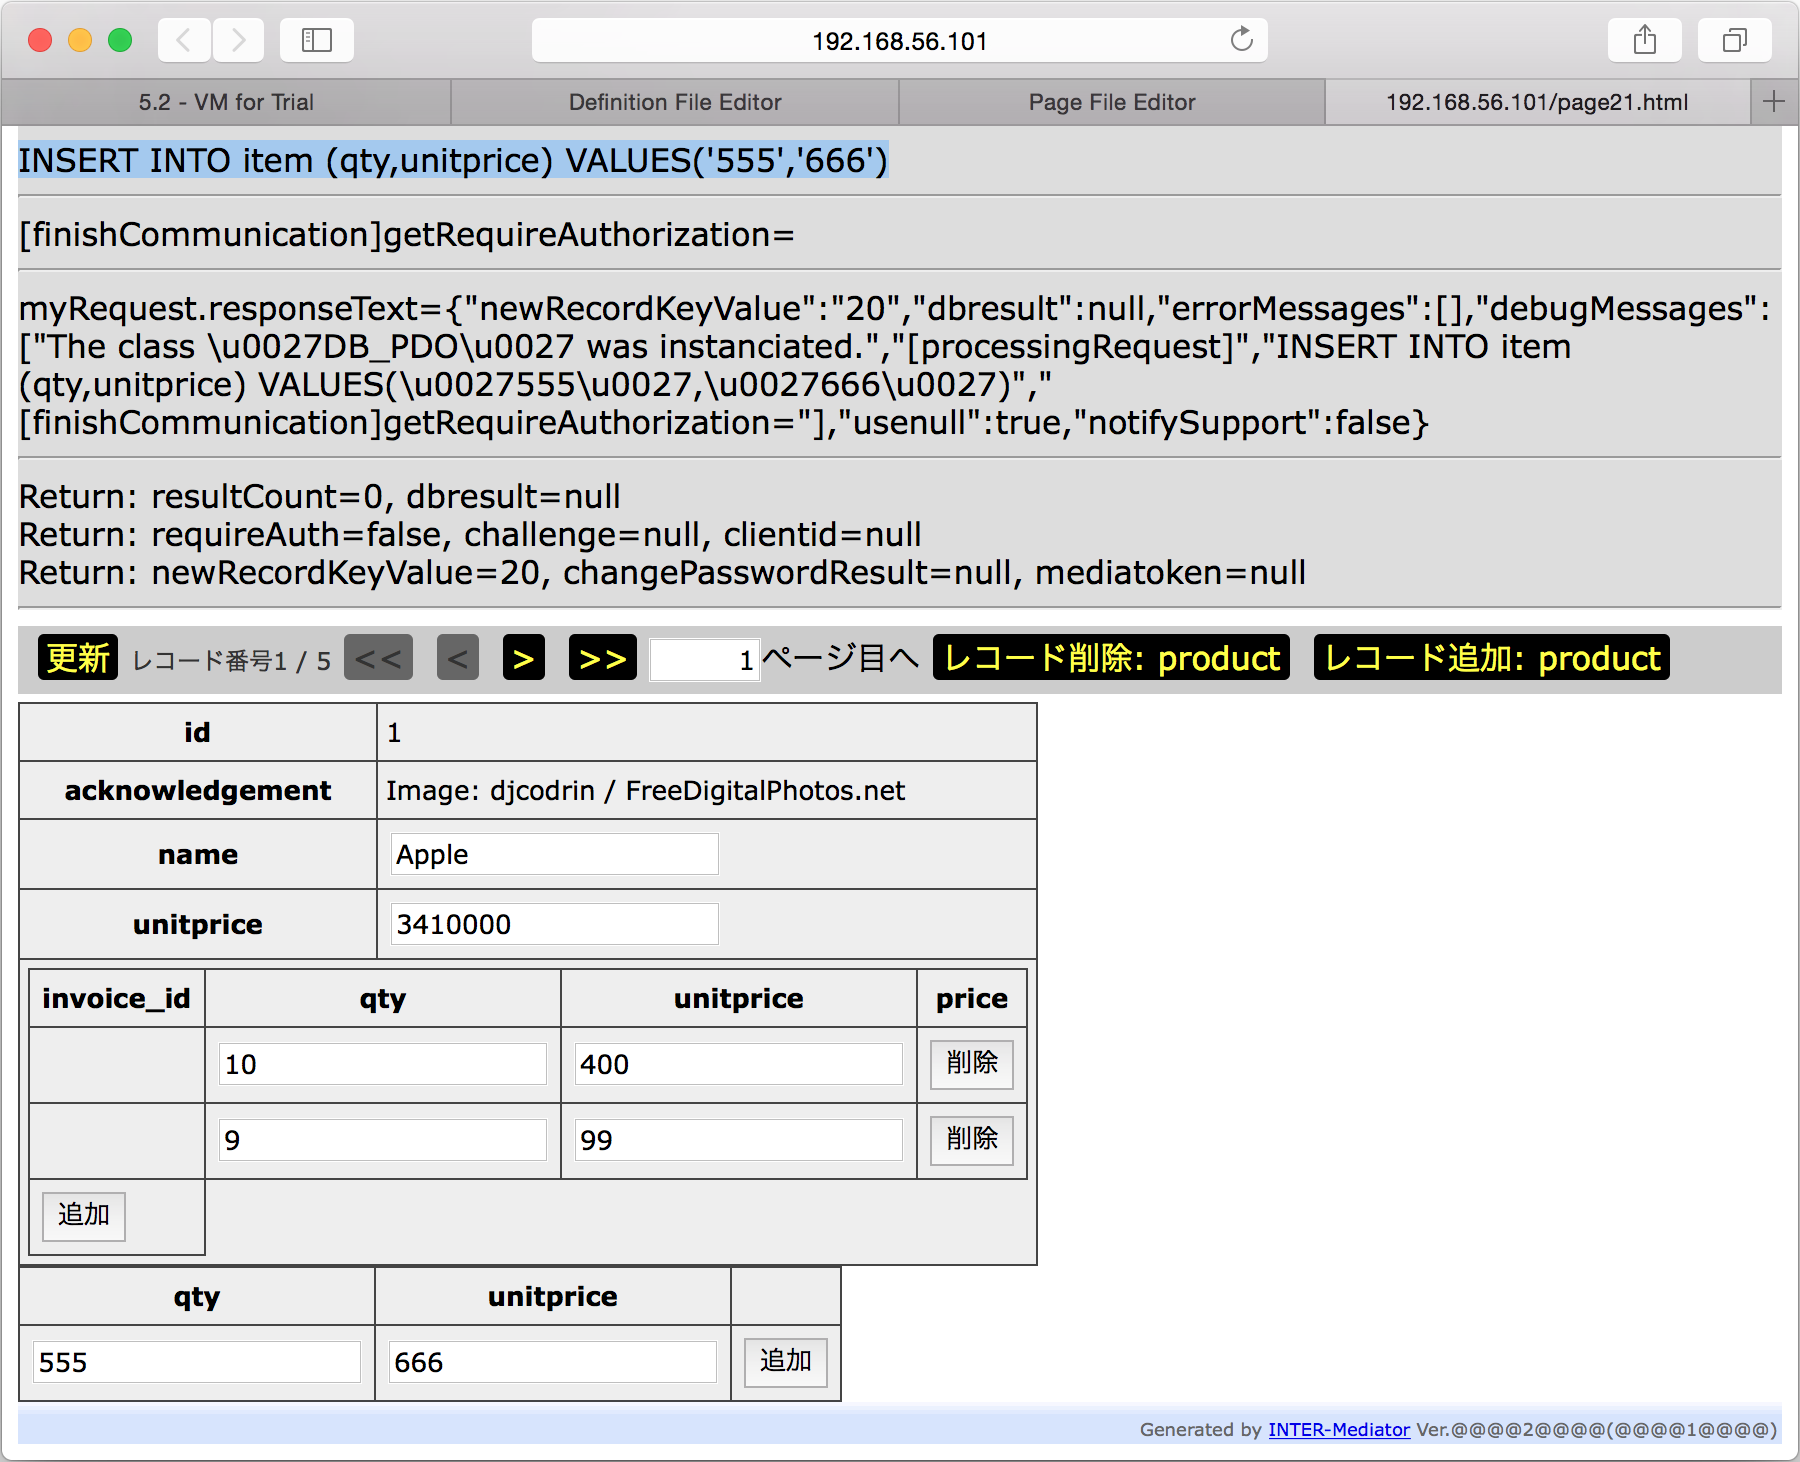 192.168.56.101
5.2 - VM for Trial
Definition File Editor
Page File Editor
192.168.56.101/page21.html
INSERT INTO item (qty,unitprice) VALUES('555','666')
[finishCommunication]getRequireAuthorization=
myRequest.responseText={"newRecordKeyValue":"20","dbresult":null,"errorMessages":[],"debugMessages":
["The class \u0027DB_PDO\u0027 was instanciated.","[processingRequest]","INSERT INTO item
(qty,unitprice) VALUES(\u0027555\u0027,\u0027666\u0027)","
[finishCommunication]getRequireAuthorization="],"usenull":true,"notifySupport":false}
Return: resultCount=0, dbresult=null
Return: requireAuth=false, challenge=null, clientid=null
Return: newRecordKeyValue=20, changePasswordResult=null, mediatoken=null
更新 レコード番号1 / 5 << < > >> 1 ページ目へ レコード削除: product レコード追加: product
id 1
acknowledgement Image: djcodrin / FreeDigitalPhotos.net
name Apple
unitprice 3410000
invoice_id qty unitprice price
10 400 削除
9 99 削除
追加
qty unitprice
555 666 追加
Generated by INTER-Mediator Ver.@@@@2@@@@(@@@@1@@@@)